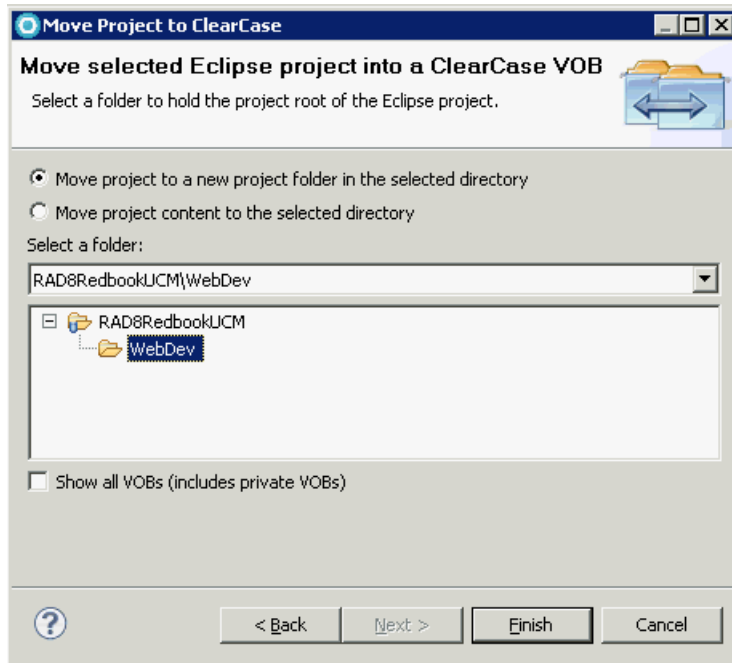 Move Project to ClearCase
Move selected Eclipse project into a ClearCase VOB
Select a folder to hold the project root of the Eclipse project.
Move project to a new project folder in the selected directory
Move project content to the selected directory
Select a folder:
RAD8RedbookUCM\WebDev
RAD8RedbookUCM
WebDev
Show all VOBs (includes private VOBs)
? < Back Next > Finish Cancel